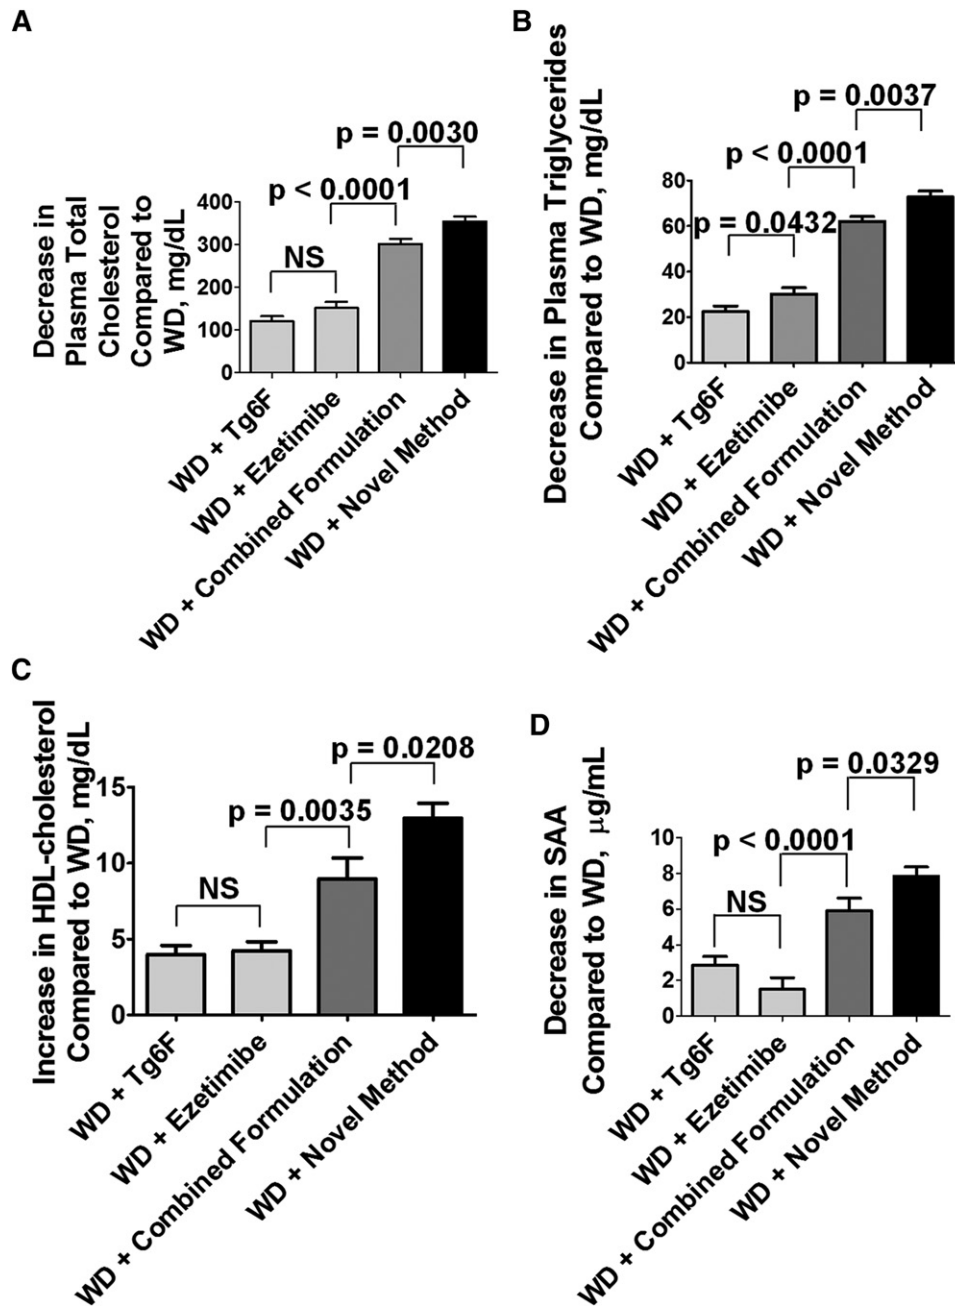 A
Decrease in
Plasma Total
Cholesterol
Compared to
WD, mg/dL
p = 0.0030
p < 0.0001
NS
400
300
200
100
0
WD + Tg6F
WD + Ezetimibe
WD + Combined Formulation
WD + Novel Method
B
Decrease in Plasma Triglycerides
Compared to WD, mg/dL
p = 0.0037
p < 0.0001
p = 0.0432
80
60
40
20
0
WD + Tg6F
WD + Ezetimibe
WD + Combined Formulation
WD + Novel Method
C
Increase in HDL-cholesterol
Compared to WD, mg/dL
p = 0.0208
p = 0.0035
NS
15
10
5
0
WD + Tg6F
WD + Ezetimibe
WD + Combined Formulation
WD + Novel Method
D
Decrease in SAA
Compared to WD, μg/mL
p = 0.0329
p < 0.0001
NS
10
8
6
4
2
0
WD + Tg6F
WD + Ezetimibe
WD + Combined Formulation
WD + Novel Method